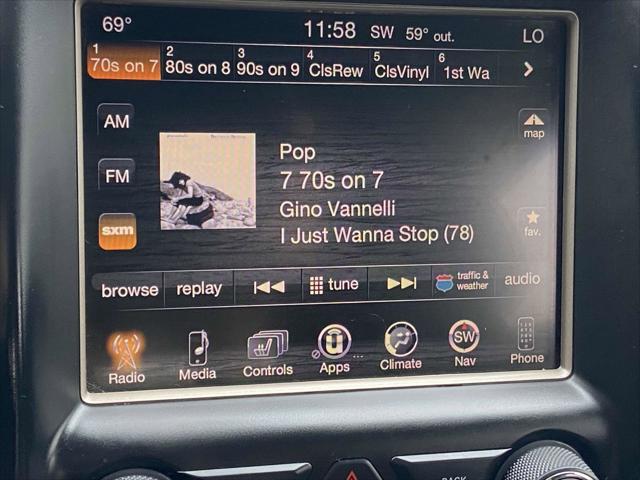 69°
11:58 SW 59° out.
LO
1 70s on 7
2 80s on 8
3 90s on 9
4 ClsRew
5 ClsVinyl
6 1st Wa
AM
FM
sxm
Pop
7 70s on 7
Gino Vannelli
I Just Wanna Stop (78)
map
fav.
browse
replay
tune
traffic & weather
audio
Radio
Media
Controls
U
Apps
...
Climate
SW
Nav
Phone
BACK